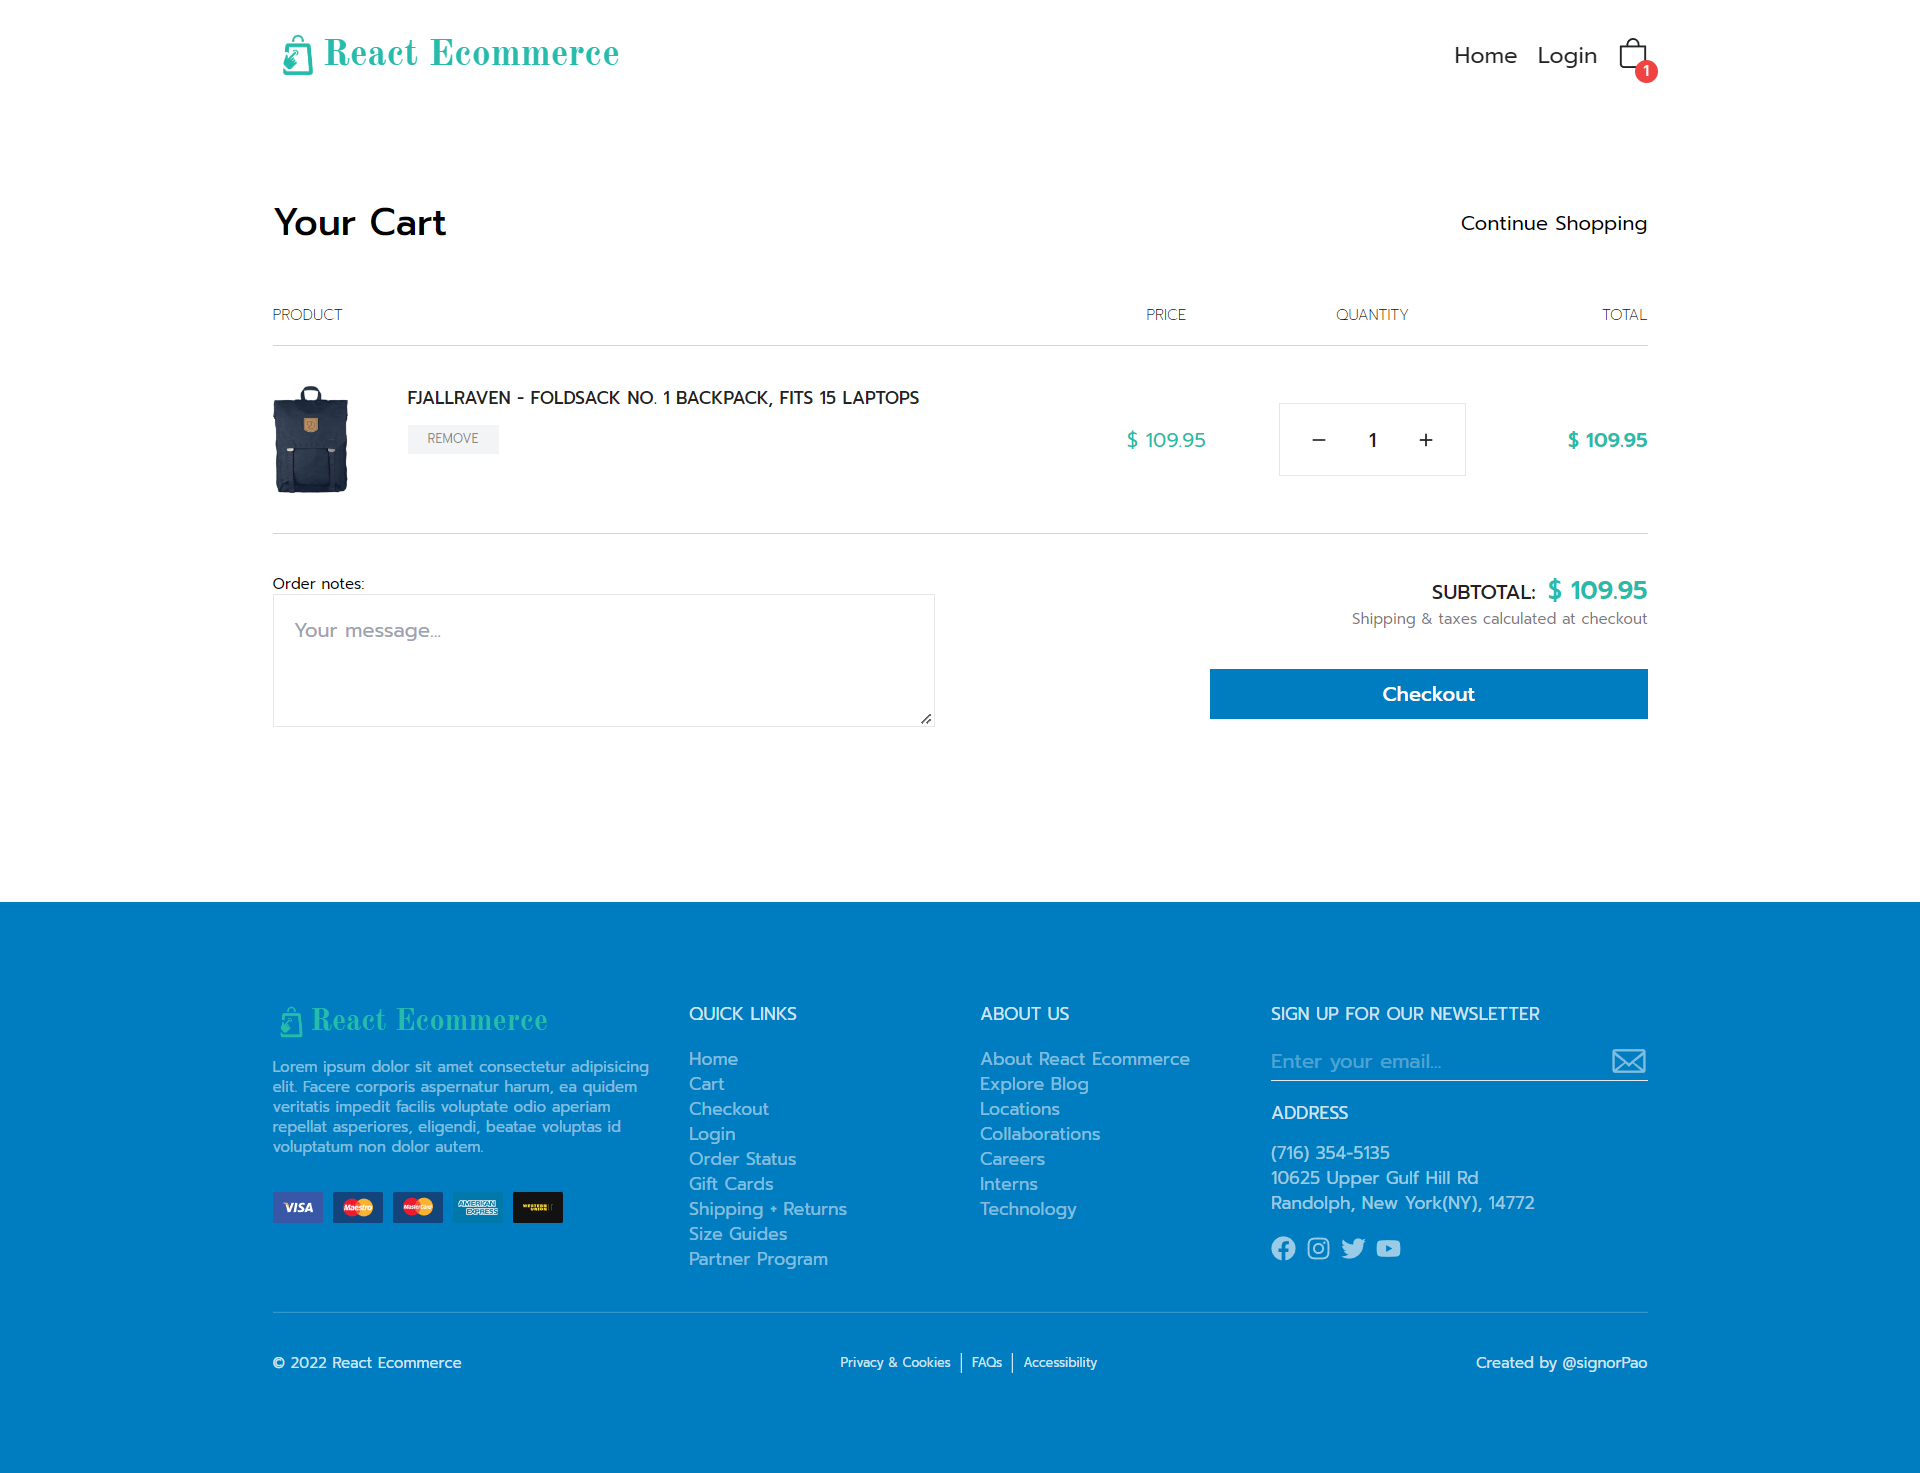 React Ecommerce
Home Login 1
Your Cart
Continue Shopping
PRODUCT PRICE QUANTITY TOTAL
FJALLRAVEN - FOLDSACK NO. 1 BACKPACK, FITS 15 LAPTOPS
REMOVE
$ 109.95 − 1 + $ 109.95
Order notes:
Your message...
SUBTOTAL: $ 109.95
Shipping & taxes calculated at checkout
Checkout
React Ecommerce
Lorem ipsum dolor sit amet consectetur adipisicing
elit. Facere corporis aspernatur harum, ea quidem
veritatis impedit facilis voluptate odio aperiam
repellat asperiores, eligendi, beatae voluptas id
voluptatum non dolor autem.
VISA Maestro MasterCard AMERICAN EXPRESS WESTERN UNION
QUICK LINKS
Home
Cart
Checkout
Login
Order Status
Gift Cards
Shipping + Returns
Size Guides
Partner Program
ABOUT US
About React Ecommerce
Explore Blog
Locations
Collaborations
Careers
Interns
Technology
SIGN UP FOR OUR NEWSLETTER
Enter your email...
ADDRESS
(716) 354-5135
10625 Upper Gulf Hill Rd
Randolph, New York(NY), 14772
© 2022 React Ecommerce
Privacy & Cookies | FAQs | Accessibility
Created by @signorPao